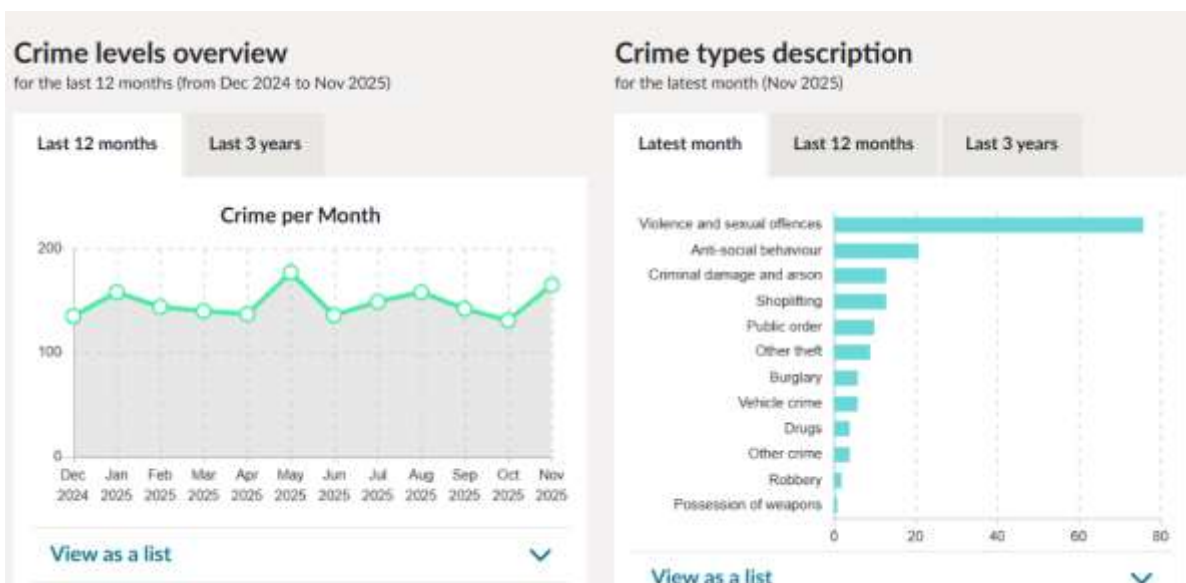 Crime levels overview
for the last 12 months (from Dec 2024 to Nov 2025)
Last 12 months
Last 3 years
Crime per Month
200
100
0
Dec 2024
Jan 2025
Feb 2025
Mar 2025
Apr 2025
May 2025
Jun 2025
Jul 2025
Aug 2025
Sep 2025
Oct 2025
Nov 2025
View as a list
Crime types description
for the latest month (Nov 2025)
Latest month
Last 12 months
Last 3 years
Violence and sexual offences
Anti-social behaviour
Criminal damage and arson
Shoplifting
Public order
Other theft
Burglary
Vehicle crime
Drugs
Other crime
Robbery
Possession of weapons
0
20
40
60
80
View as a list